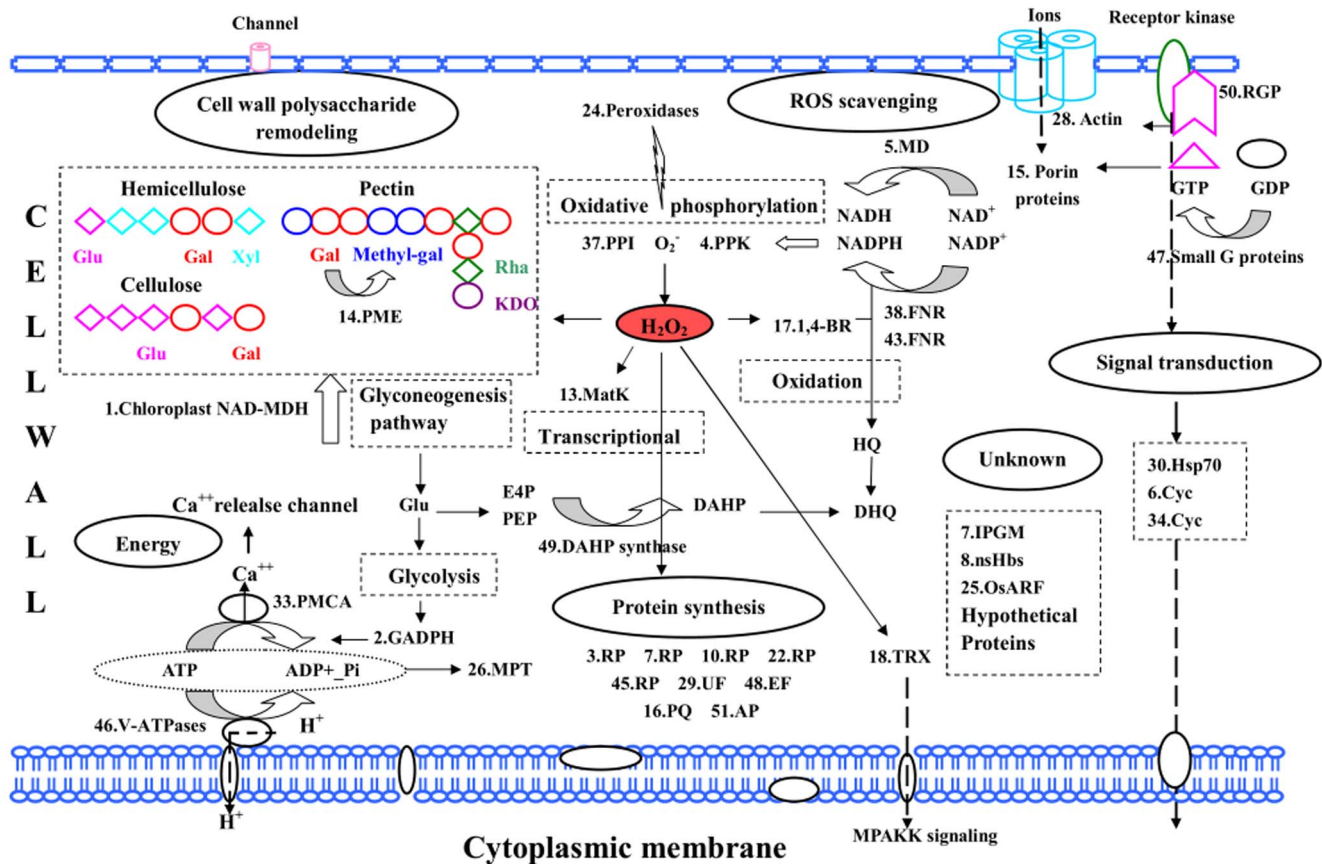 Channel
Ions
Receptor kinase
Cell wall polysaccharide
remodeling
24.Peroxidases
ROS scavenging
28. Actin
50.RGP
5.MD
15. Porin
proteins
GTP
GDP
47.Small G proteins
CELL WALL
Hemicellulose
Pectin
Glu
Gal
Xyl
Gal
Methyl-gal
Rha
KDO
Cellulose
14.PME
Glu
Gal
Oxidative phosphorylation
37.PPI
O₂⁻
4.PPK
NADH
NAD⁺
NADPH
NADP⁺
H₂O₂
17.1,4-BR
38.FNR
43.FNR
Signal transduction
1.Chloroplast NAD-MDH
Glyconeogenesis
pathway
13.MatK
Transcriptional
Oxidation
HQ
Unknown
30.Hsp70
6.Cyc
34.Cyc
Ca⁺⁺ relealse channel
Glu
E4P
PEP
DAHP
DHQ
49.DAHP synthase
Energy
Ca⁺⁺
Glycolysis
7.IPGM
8.nsHbs
25.OsARF
Hypothetical
Proteins
33.PMCA
2.GADPH
Protein synthesis
ATP
ADP+_Pi
26.MPT
3.RP 7.RP 10.RP 22.RP
45.RP 29.UF 48.EF
16.PQ 51.AP
18.TRX
46.V-ATPases
H⁺
H⁺
MPAKK signaling
Cytoplasmic membrane